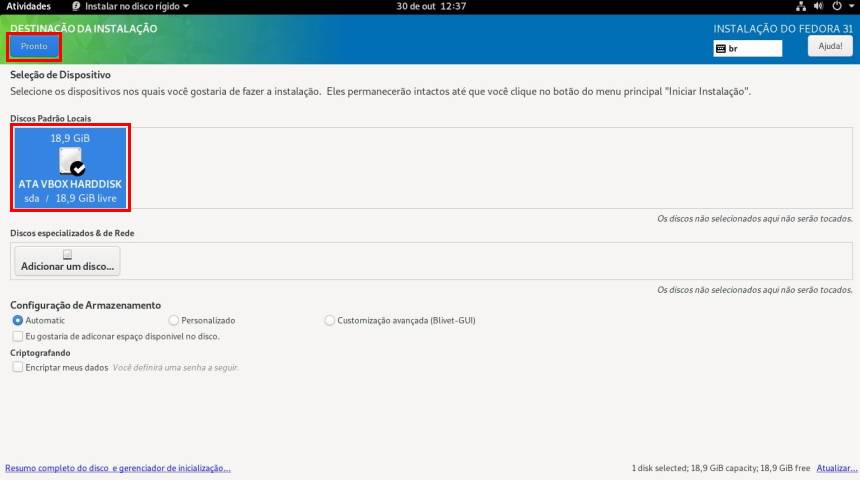 Atividades Instalar no disco rígido 30 de out 12:37
DESTINAÇÃO DA INSTALAÇÃO INSTALAÇÃO DO FEDORA 31
Pronto br Ajuda!
Seleção de Dispositivo
Selecione os dispositivos nos quais você gostaria de fazer a instalação. Eles permanecerão intactos até que você clique no botão do menu principal "Iniciar Instalação".
Discos Padrão Locais
18,9 GiB
ATA VBOX HARDDISK
sda / 18,9 GiB livre
Os discos não selecionados aqui não serão tocados.
Discos especializados & de Rede
Adicionar um disco...
Os discos não selecionados aqui não serão tocados.
Configuração de Armazenamento
Automatic Personalizado Customização avançada (Blivet-GUI)
Eu gostaria de adiconar espaço disponivel no disco.
Criptografando
Encriptar meus dados Você definirá uma senha a seguir.
Resumo completo do disco e gerenciador de inicialização... 1 disk selected; 18,9 GiB capacity; 18,9 GiB free Atualizar...